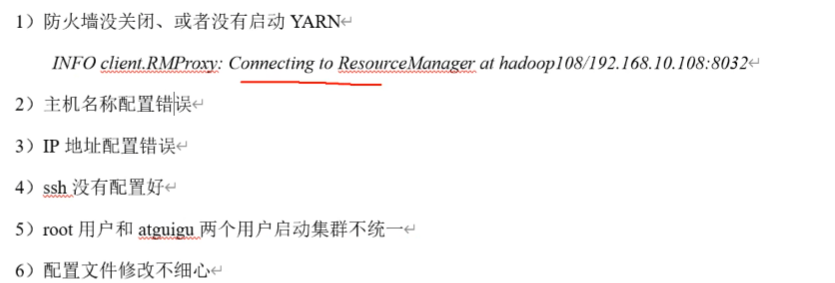 1）防火墙没关闭、或者没有启动 YARN↵
INFO client.RMProxy: Connecting to ResourceManager at hadoop108/192.168.10.108:8032↵
2）主机名称配置错误↵
3）IP 地址配置错误↵
4）ssh 没有配置好↵
5）root 用户和 atguigu 两个用户启动集群不统一↵
6）配置文件修改不细心↵